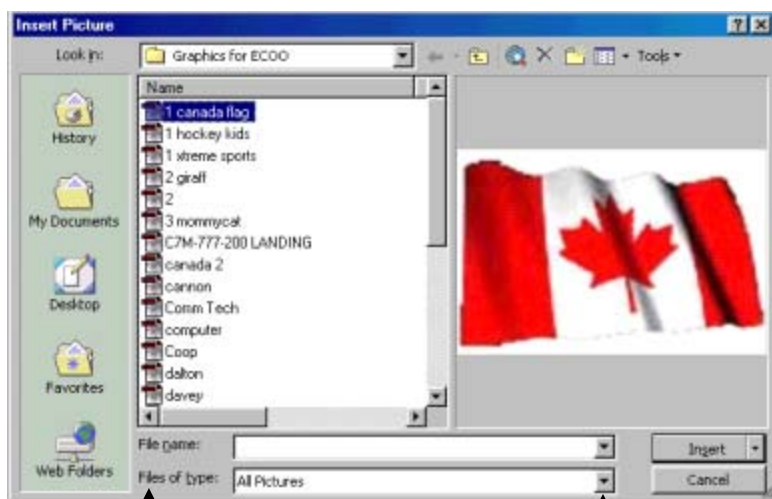 Insert Picture
Look in: Graphics for ECOO Tools
History
My Documents
Desktop
Favorites
Web Folders
Name
1 canada flag
1 hockey kids
1 xtreme sports
2 giraff
2
3 mommycat
C7M-777-200 LANDING
canada 2
cannon
Comm Tech
computer
Coop
dalton
davey
File name: Insert
Files of type: All Pictures Cancel